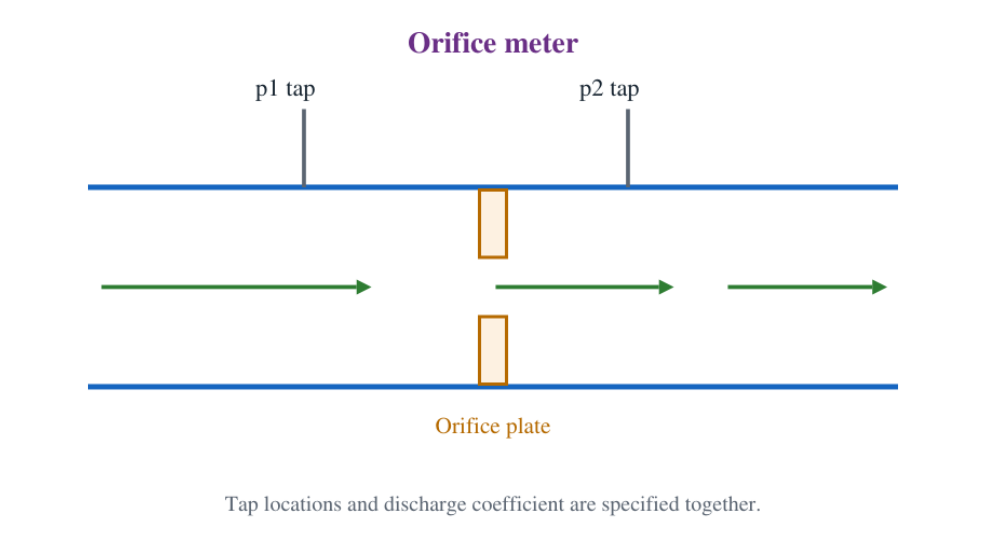 Orifice meter
p1 tap
p2 tap
Orifice plate
Tap locations and discharge coefficient are specified together.